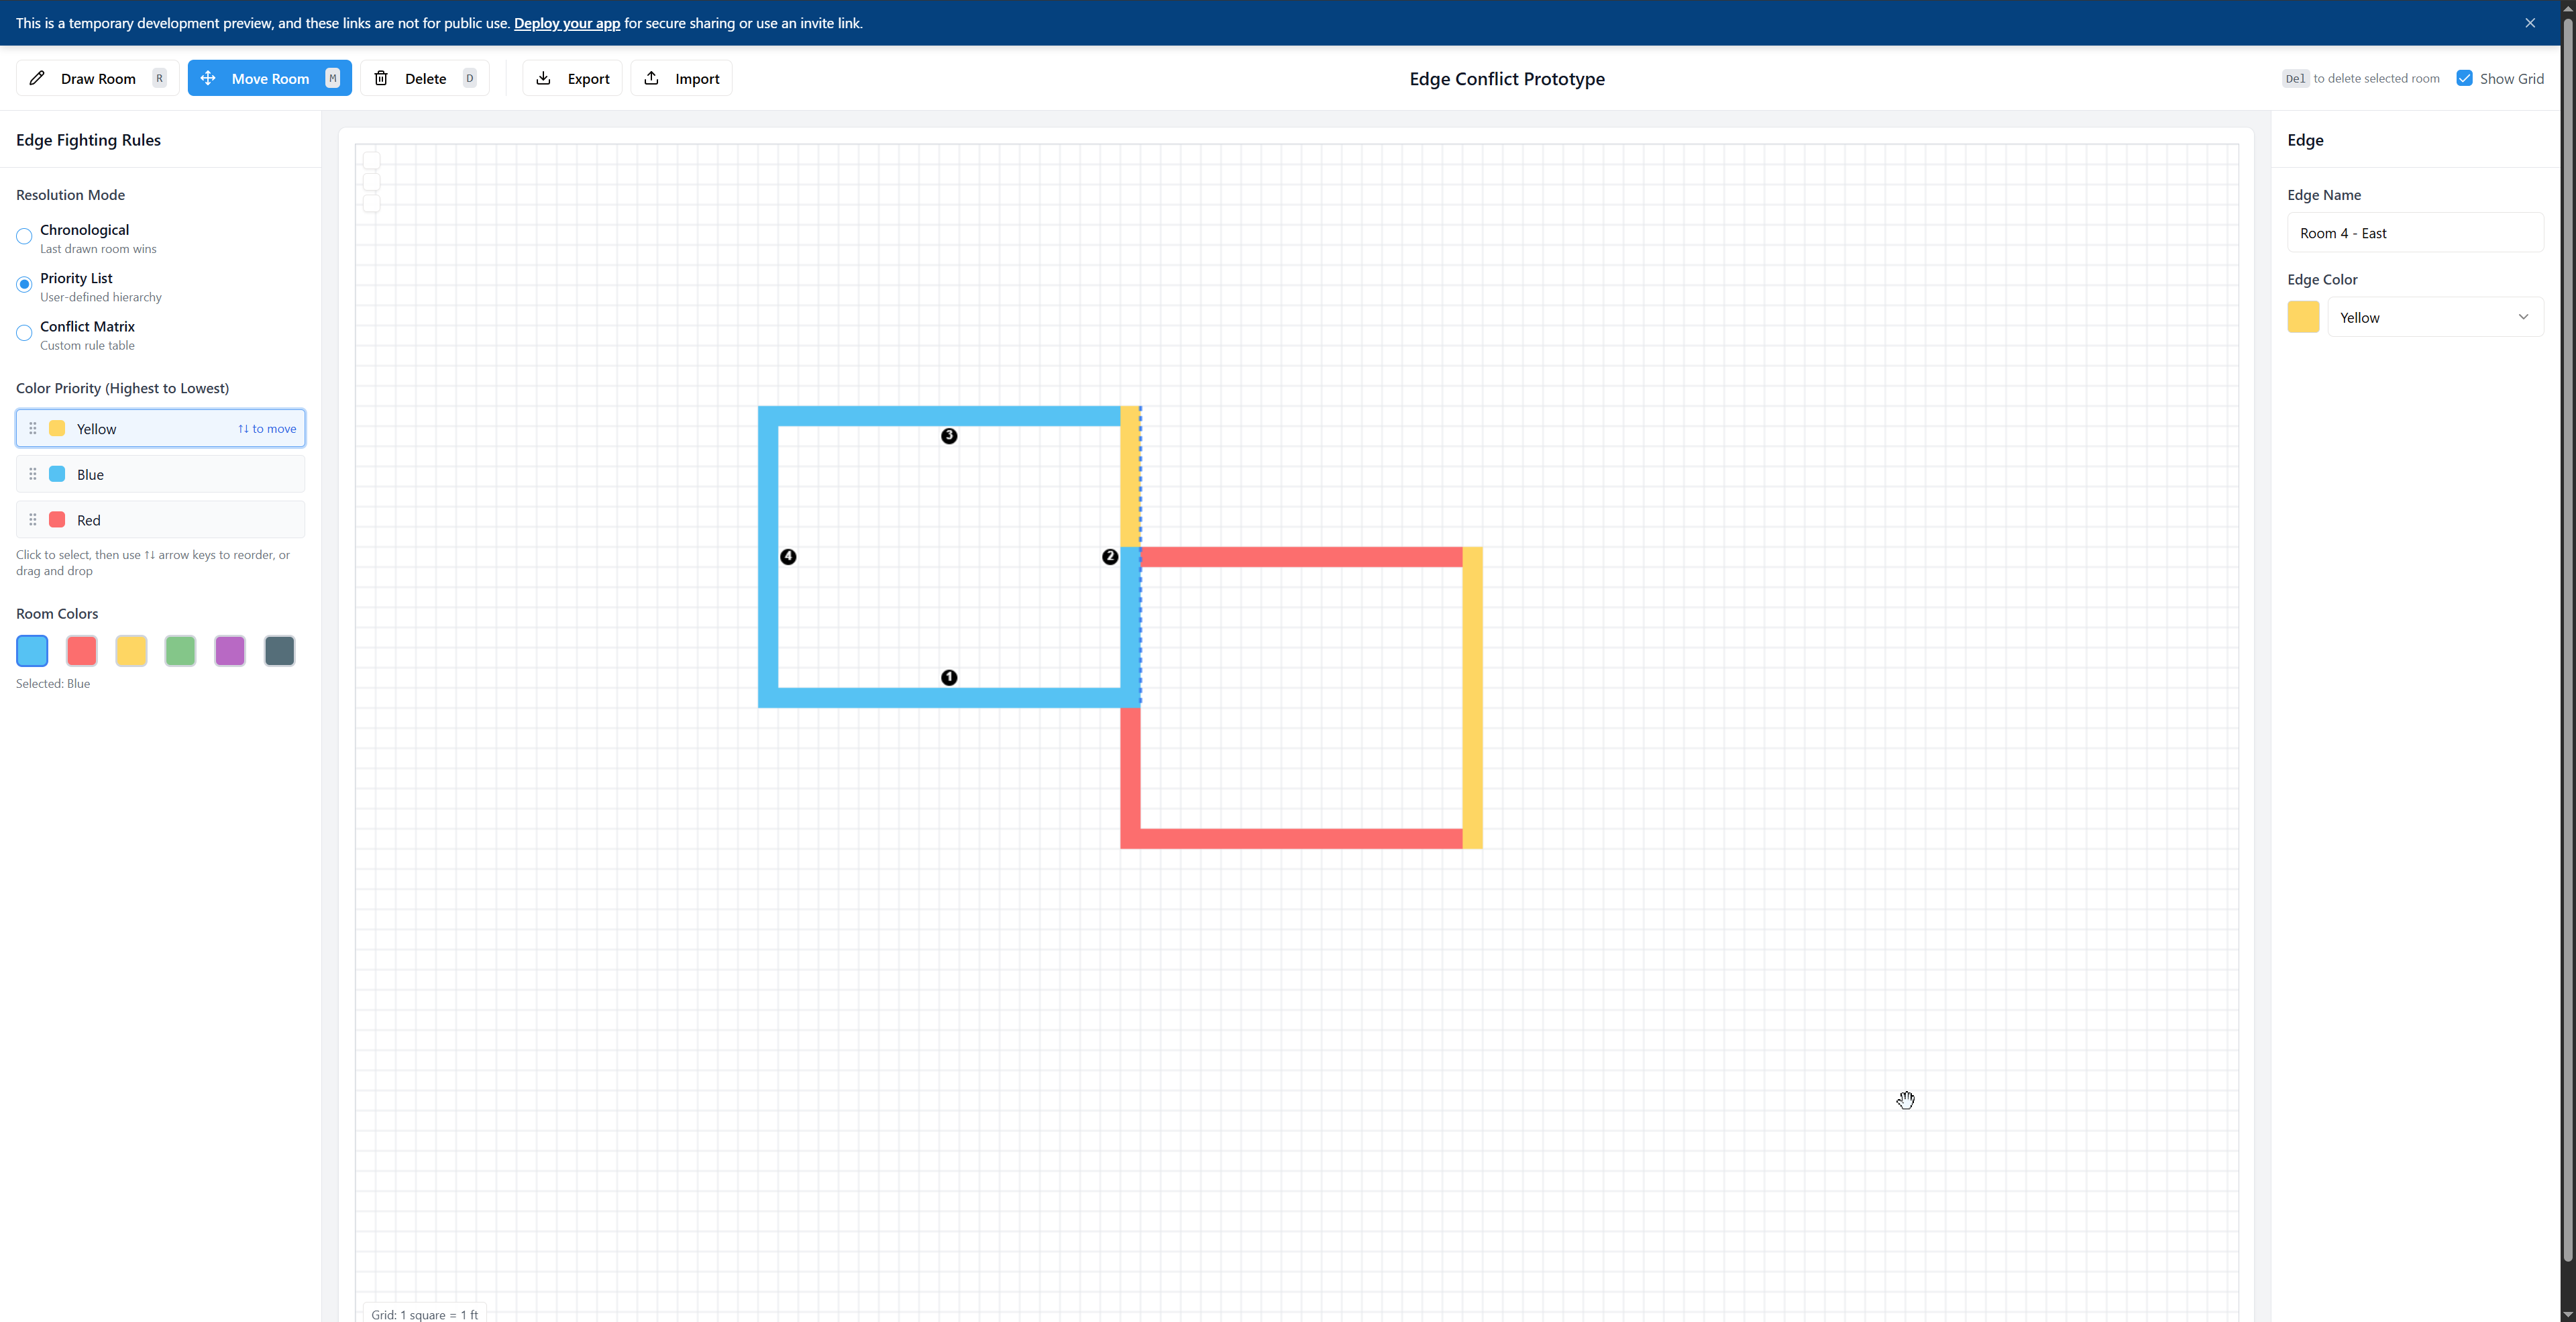 This is a temporary development preview, and these links are not for public use. Deploy your app for secure sharing or use an invite link.
Draw Room R
Move Room M
Delete D
Export
Import
Edge Conflict Prototype
Del to delete selected room
Show Grid
Edge Fighting Rules
Resolution Mode
Chronological
Last drawn room wins
Priority List
User-defined hierarchy
Conflict Matrix
Custom rule table
Color Priority (Highest to Lowest)
Yellow ↑↓ to move
Blue
Red
Click to select, then use ↑↓ arrow keys to reorder, or
drag and drop
Room Colors
Selected: Blue
3
4
2
1
Grid: 1 square = 1 ft
Edge
Edge Name
Room 4 - East
Edge Color
Yellow